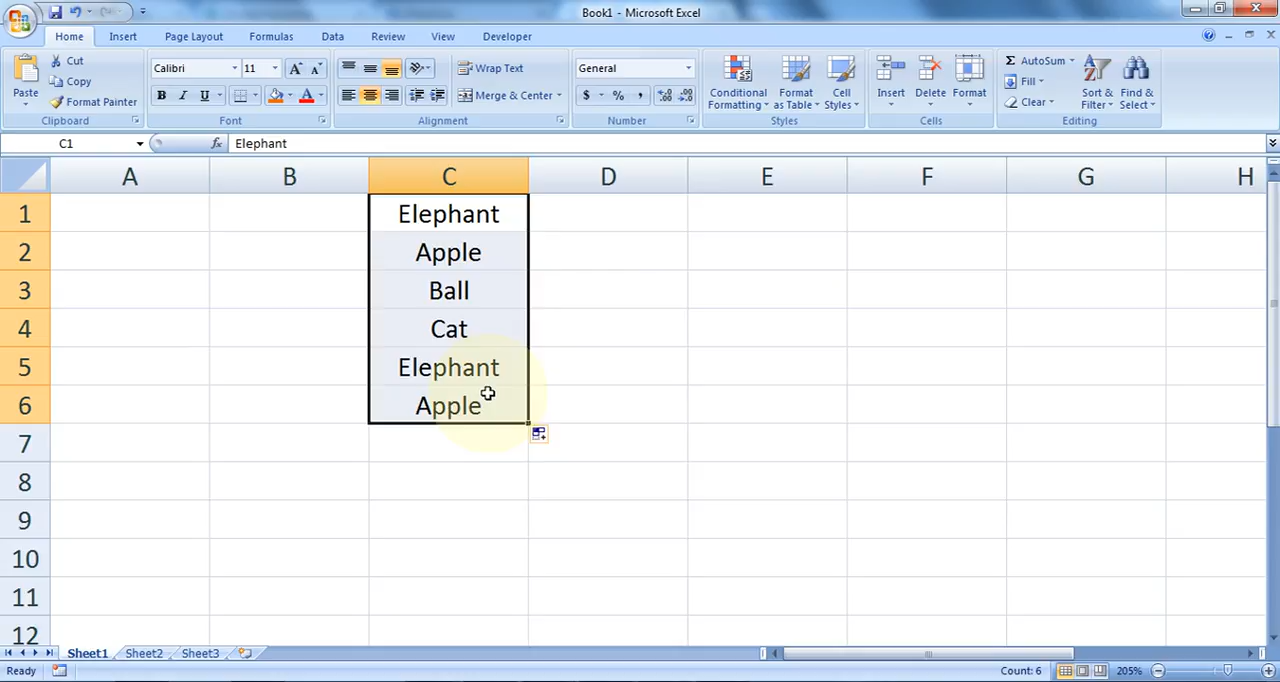 Book1 - Microsoft Excel
Home Insert Page Layout Formulas Data Review View Developer
Paste
Cut
Copy
Format Painter
Clipboard
Calibri 11
B I U
Font
Wrap Text
Merge & Center
Alignment
General
$ % ,
Number
Conditional Formatting
Format as Table
Cell Styles
Styles
Insert Delete Format
Cells
Σ AutoSum
Fill
Clear
Sort & Filter
Find & Select
Editing
C1 fx Elephant
A B C D E F G H
1 Elephant
2 Apple
3 Ball
4 Cat
5 Elephant
6 Apple
7
8
9
10
11
12
Sheet1 Sheet2 Sheet3
Ready Count: 6 205%